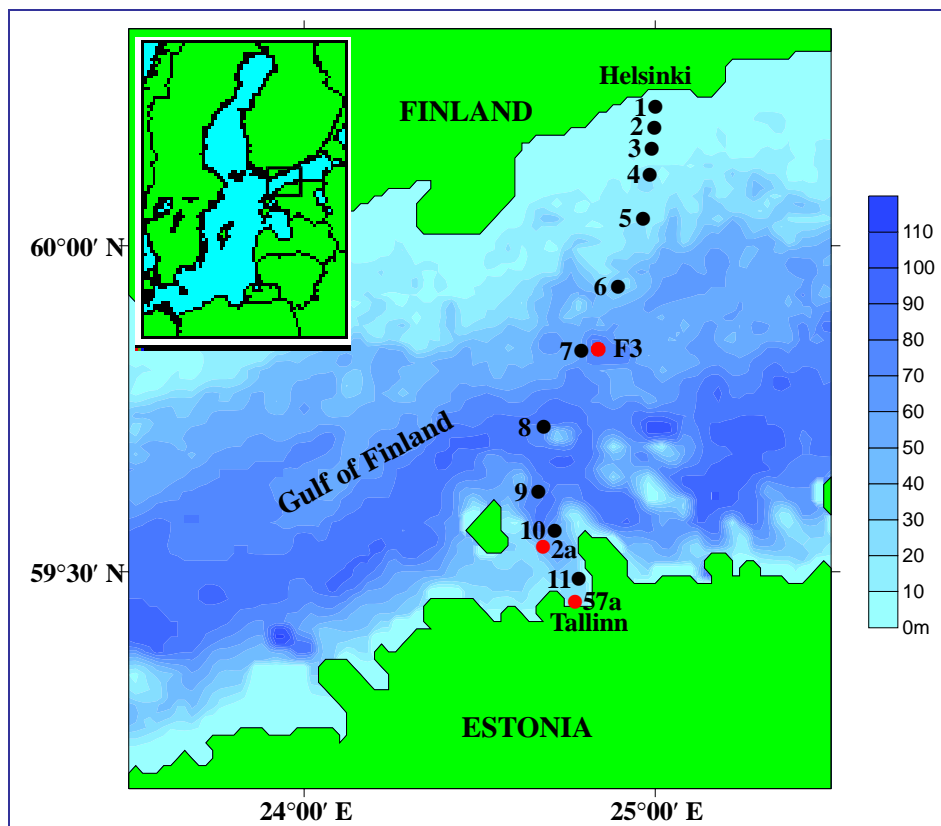 Helsinki
FINLAND
1
2
3
4
5
60°00′ N
6
7
F3
8
Gulf of Finland
9
10
2a
59°30′ N
11
57a
Tallinn
ESTONIA
24°00′ E
25°00′ E
110
100
90
80
70
60
50
40
30
20
10
0m